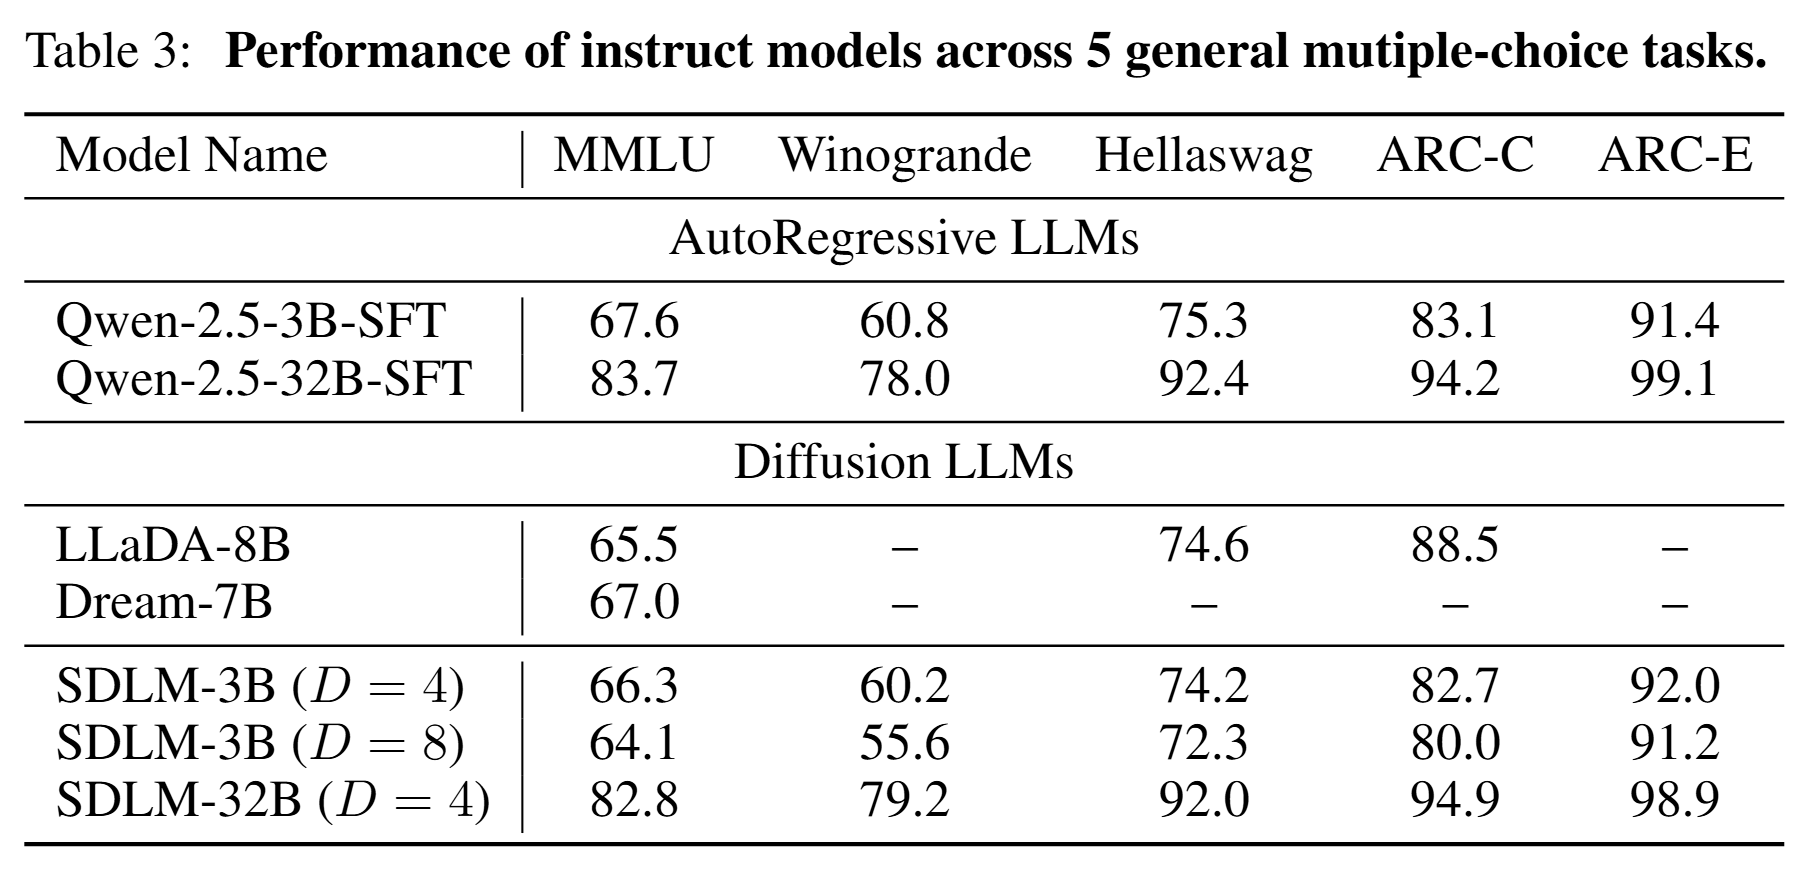 Table 3: Performance of instruct models across 5 general mutiple-choice tasks.
Model Name MMLU Winogrande Hellaswag ARC-C ARC-E
AutoRegressive LLMs
Qwen-2.5-3B-SFT 67.6 60.8 75.3 83.1 91.4
Qwen-2.5-32B-SFT 83.7 78.0 92.4 94.2 99.1
Diffusion LLMs
LLaDA-8B 65.5 – 74.6 88.5 –
Dream-7B 67.0 – – – –
SDLM-3B (D = 4) 66.3 60.2 74.2 82.7 92.0
SDLM-3B (D = 8) 64.1 55.6 72.3 80.0 91.2
SDLM-32B (D = 4) 82.8 79.2 92.0 94.9 98.9